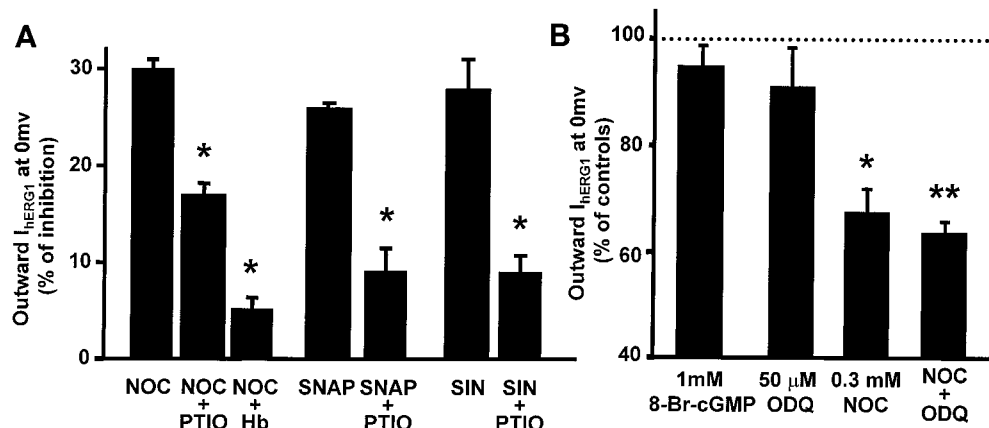 A
Outward IhERG1 at 0mv
(% of inhibition)
30
20
10
0
*
*
*
*
NOC
NOC
+
PTIO
NOC
+
Hb
SNAP
SNAP
+
PTIO
SIN
SIN
+
PTIO
B
Outward IhERG1 at 0mv
(% of controls)
100
80
60
40
*
**
1mM
8-Br-cGMP
50 µM
ODQ
0.3 mM
NOC
NOC
+
ODQ